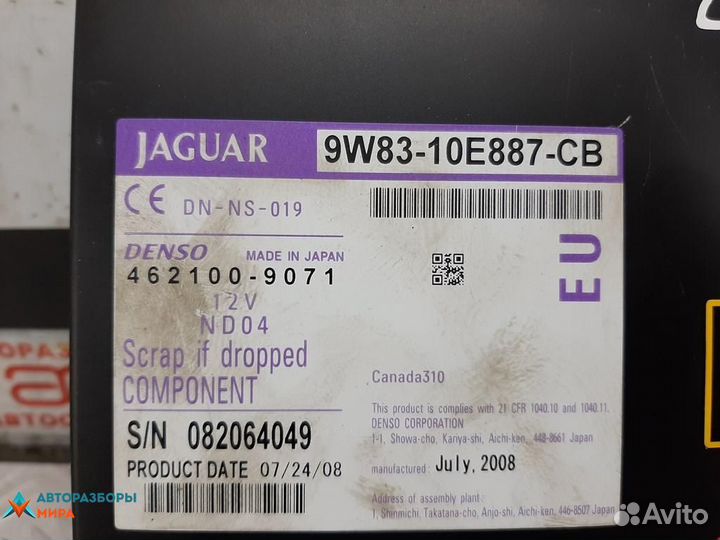 JAGUAR 9W83-10E887-CB
CE DN-NS-019
DENSO MADE IN JAPAN
462100-9071
12V
ND04
EU
Scrap if dropped
COMPONENT
S/N 082064049
PRODUCT DATE 07/24/08
Canada310
This product is complies with 21 CFR 1040.10 and 1040.11.
DENSO CORPORATION
1-1, Showa-cho, Kariya-shi, Aichi-ken, 448-8661 Japan
manufactured: July, 2008
Address of assembly plant:
1, Shinmichi, Takatana-cho, Anjo-shi, Aichi-ken, 446-8507 Japan
АВТОРАЗБОРЫ
МИРА
Avito